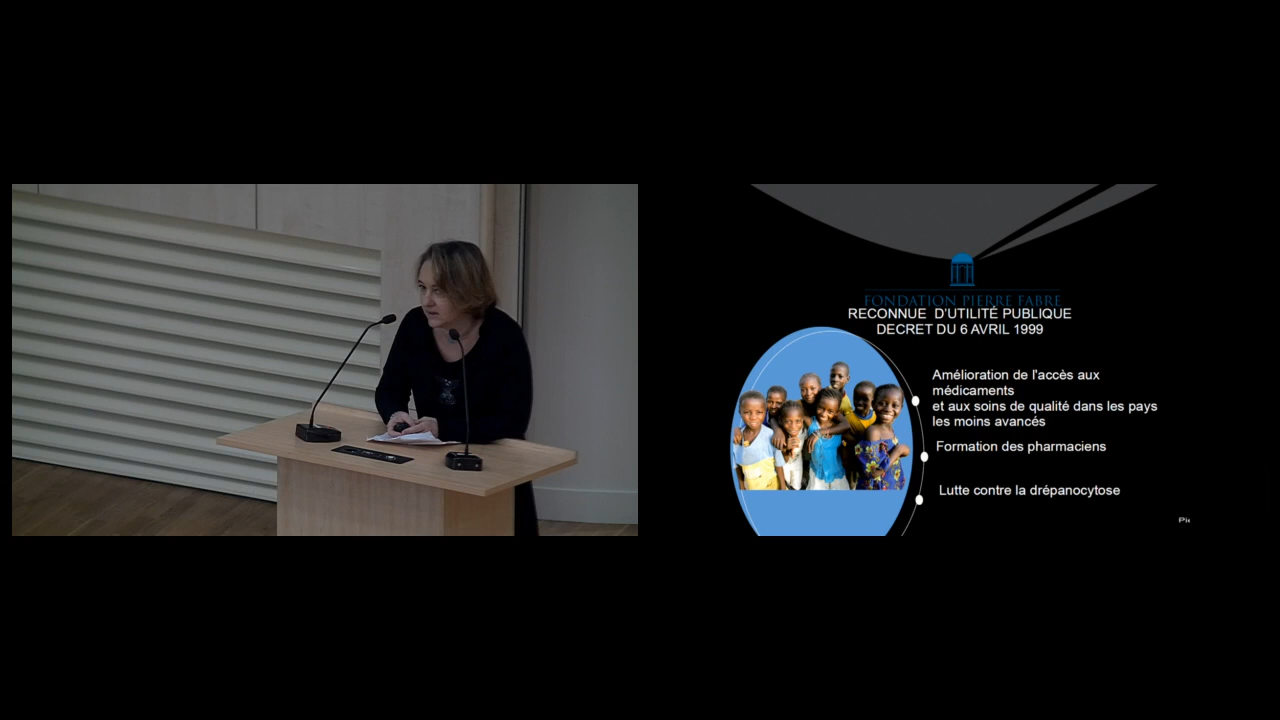 FONDATION PIERRE FABRE
RECONNUE D'UTILITÉ PUBLIQUE
DECRET DU 6 AVRIL 1999
Amélioration de l'accès aux
médicaments
et aux soins de qualité dans les pays
les moins avancés
Formation des pharmaciens
Lutte contre la drépanocytose